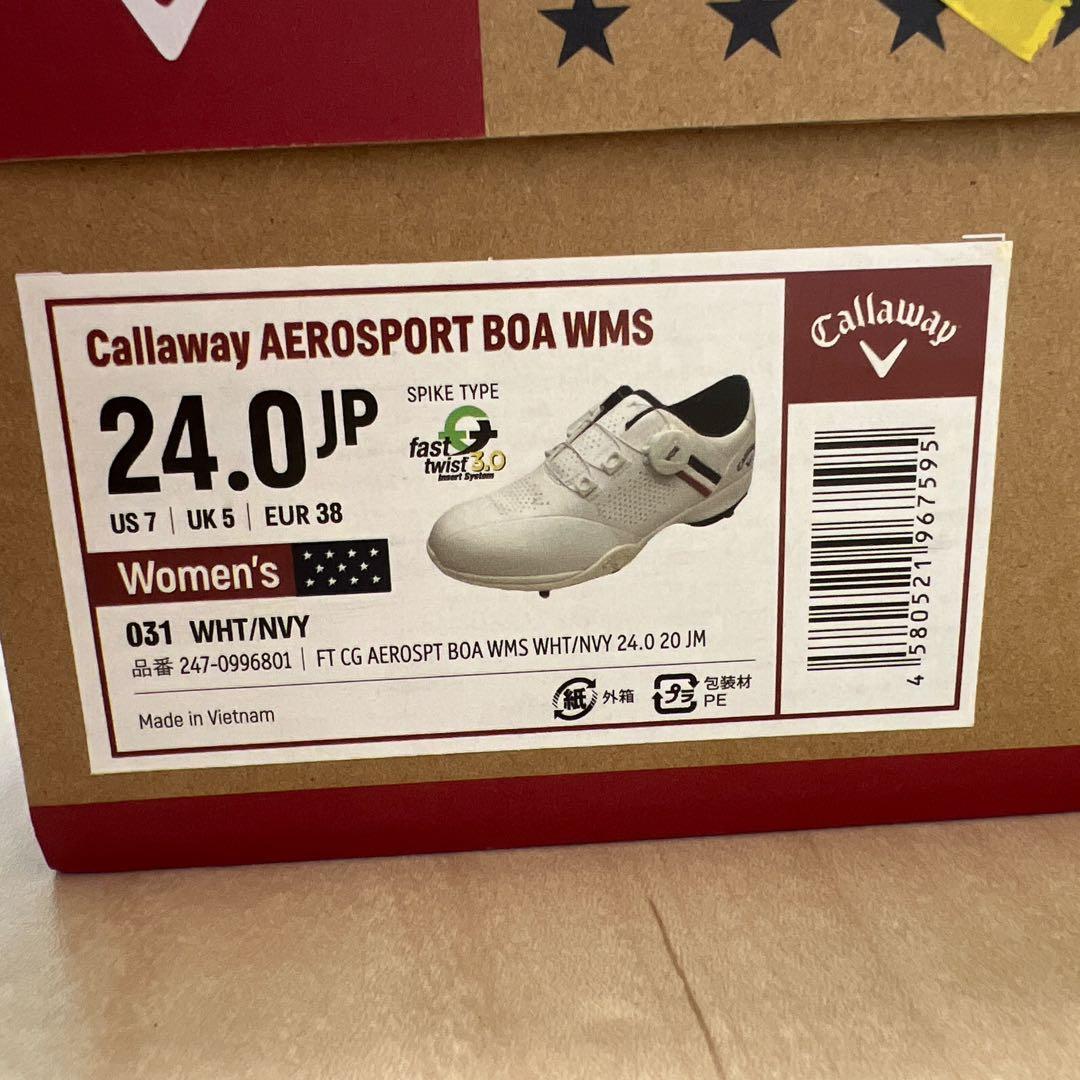 Callaway AEROSPORT BOA WMS
24.0 JP
US 7 | UK 5 | EUR 38
Women's
SPIKE TYPE
fast
twist 3.0
Insert System
031 WHT/NVY
品番 247-0996801 | FT CG AEROSPT BOA WMS WHT/NVY 24.0 20 JM
Made in Vietnam
紙 外箱
プラ 包装材
PE
Callaway
4 580521 967595